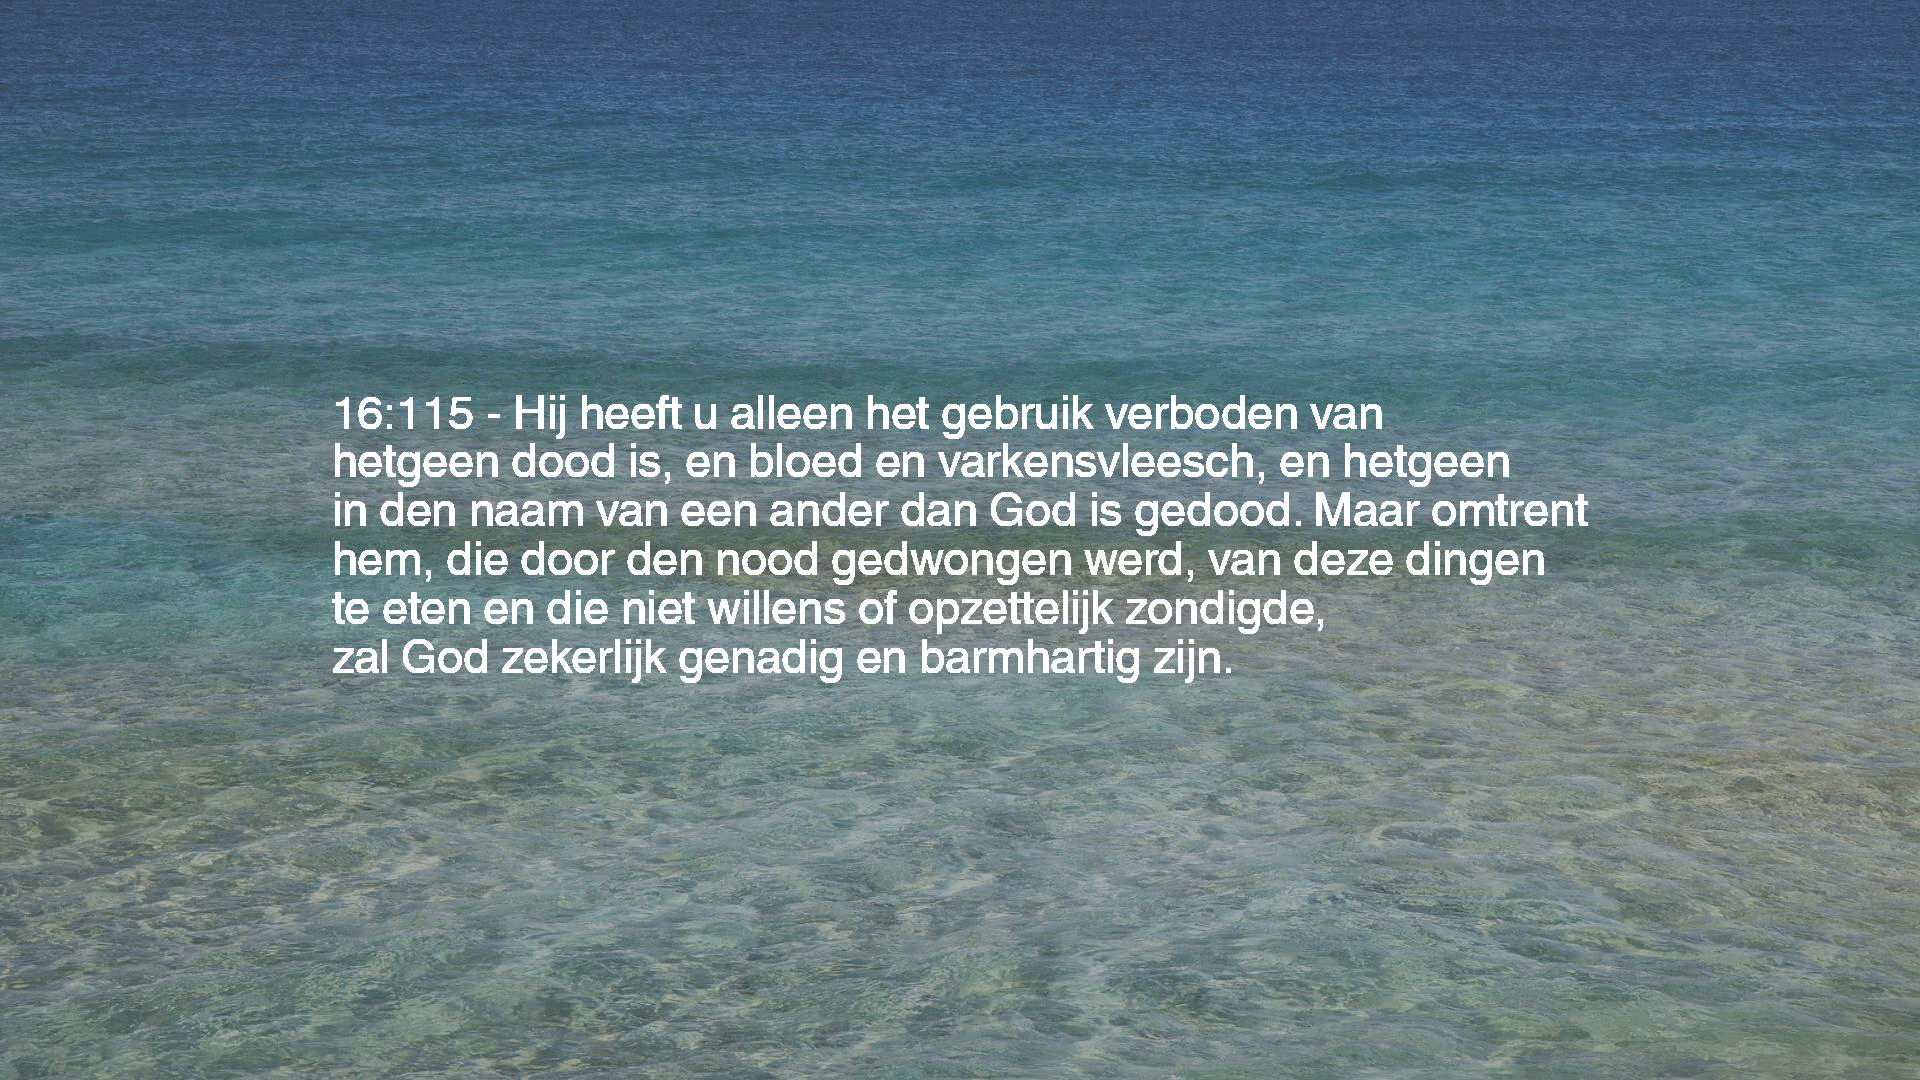 16:115 - Hij heeft u alleen het gebruik verboden van
hetgeen dood is, en bloed en varkensvleesch, en hetgeen
in den naam van een ander dan God is gedood. Maar omtrent
hem, die door den nood gedwongen werd, van deze dingen
te eten en die niet willens of opzettelijk zondigde,
zal God zekerlijk genadig en barmhartig zijn.